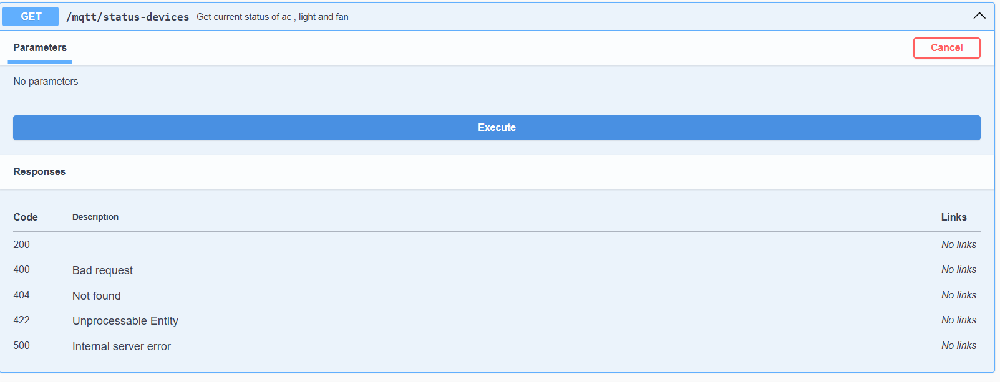 GET /mqtt/status-devices Get current status of ac , light and fan
Parameters Cancel
No parameters
Execute
Responses
Code Description Links
200 No links
400 Bad request No links
404 Not found No links
422 Unprocessable Entity No links
500 Internal server error No links